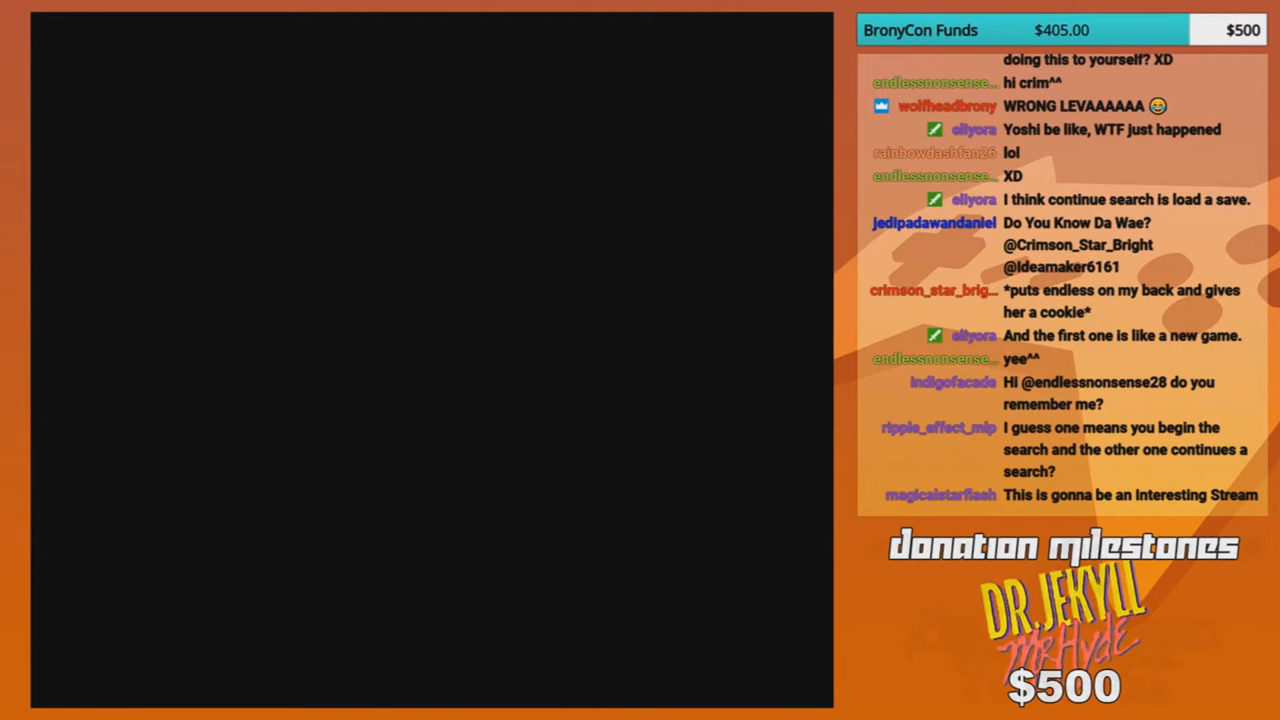 BronyCon Funds $405.00 $500
doing this to yourself? XD
endlessnonsense... hi crim^^
wolfheadbrony WRONG LEVAAAAAA 😂
eliyora Yoshi be like, WTF just happened
rainbowdashfan26 lol
endlessnonsense... XD
eliyora I think continue search is load a save.
jedipadawandaniel Do You Know Da Wae?
@Crimson_Star_Bright
@Ideamaker6161
crimson_star_brig... *puts endless on my back and gives
her a cookie*
eliyora And the first one is like a new game.
endlessnonsense... yee^^
indigofacade Hi @endlessnonsense28 do you
remember me?
ripple_effect_mlp I guess one means you begin the
search and the other one continues a
search?
magicalstarflash This is gonna be an Interesting Stream
donation milestones
DR. JEKYLL
Mr. Hyde
$500